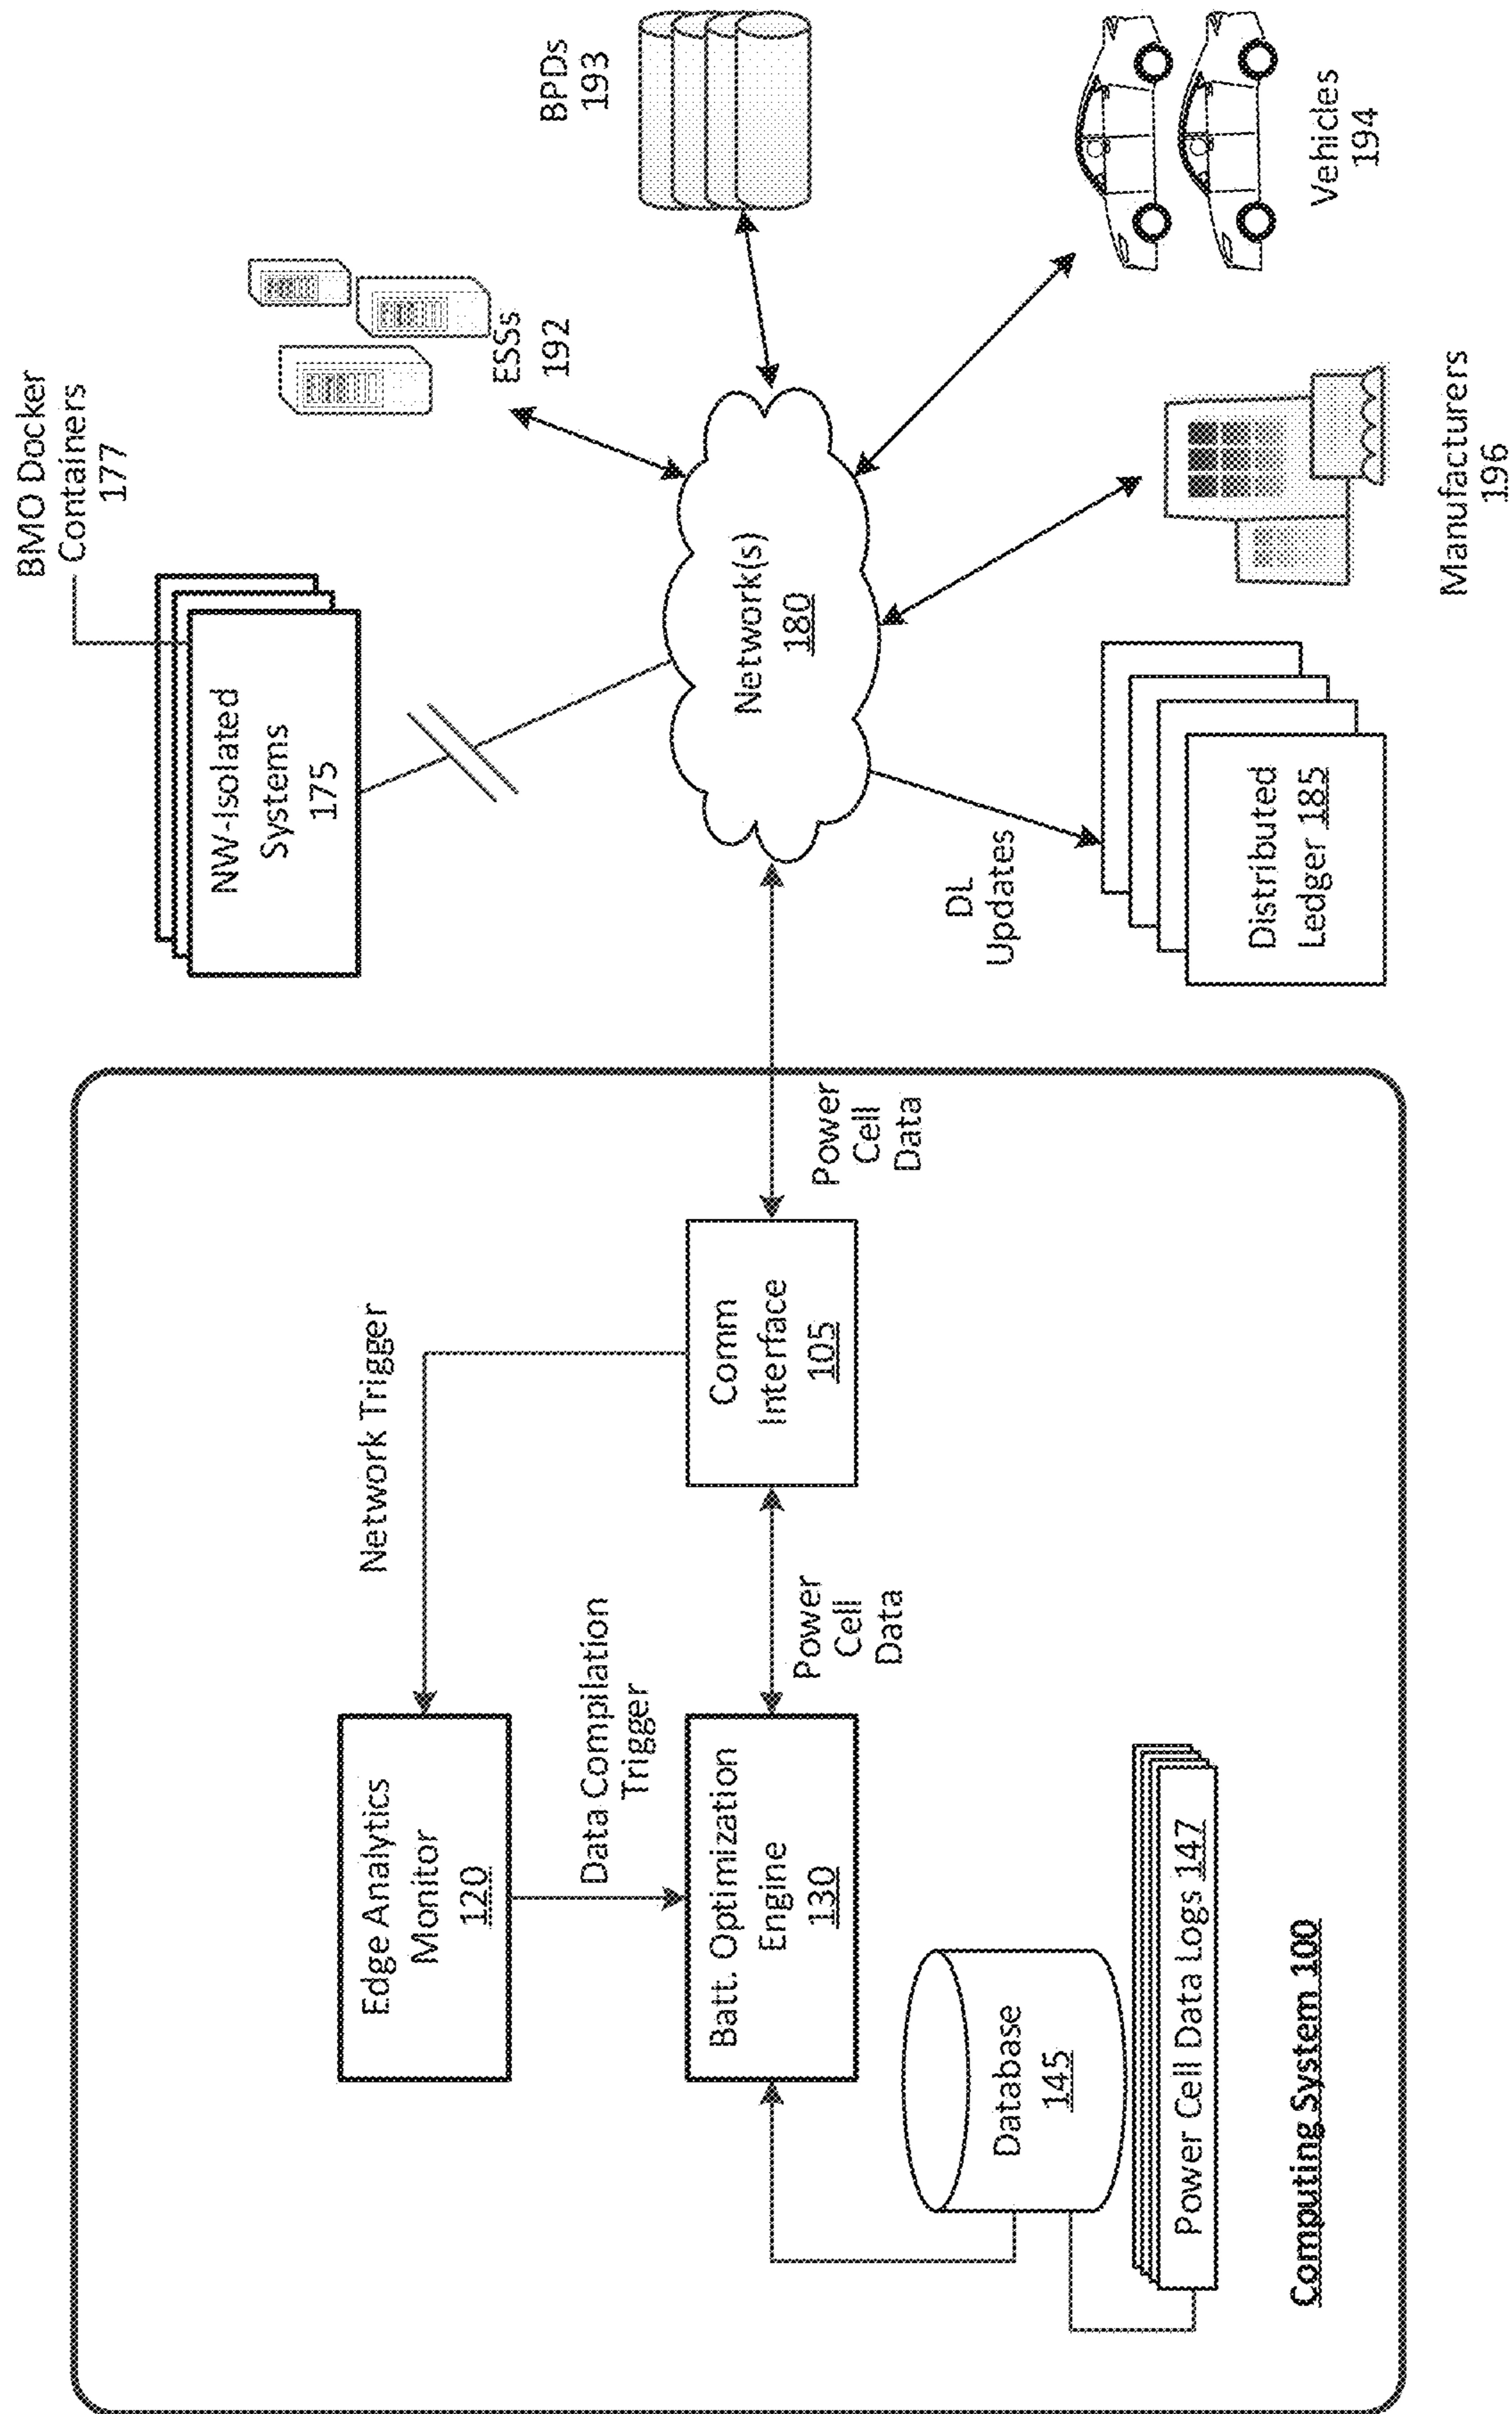 BMO Docker
Containers
177
NW-Isolated
Systems
175
ESSs
192
BPDs
193
Network(s)
180
Vehicles
194
Manufacturers
196
DL
Updates
Distributed
Ledger 185
Network Trigger
Edge Analytics
Monitor
120
Data Compilation
Trigger
Batt. Optimization
Engine
130
Comm
Interface
105
Power
Cell
Data
Power
Cell
Data
Database
145
Power Cell Data Logs 147
Computing System 100